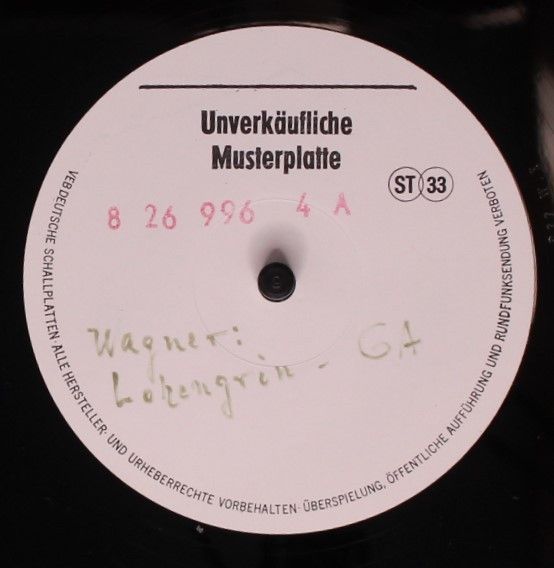 Unverkäufliche
Musterplatte
ST 33
8 26 996 4 A
Wagner:
Lohengrin - GA
VEB DEUTSCHE SCHALLPLATTEN · ALLE HERSTELLER- UND URHEBERRECHTE VORBEHALTEN · ÜBERSPIELUNG, ÖFFENTLICHE AUFFÜHRUNG UND RUNDFUNKSENDUNG VERBOTEN